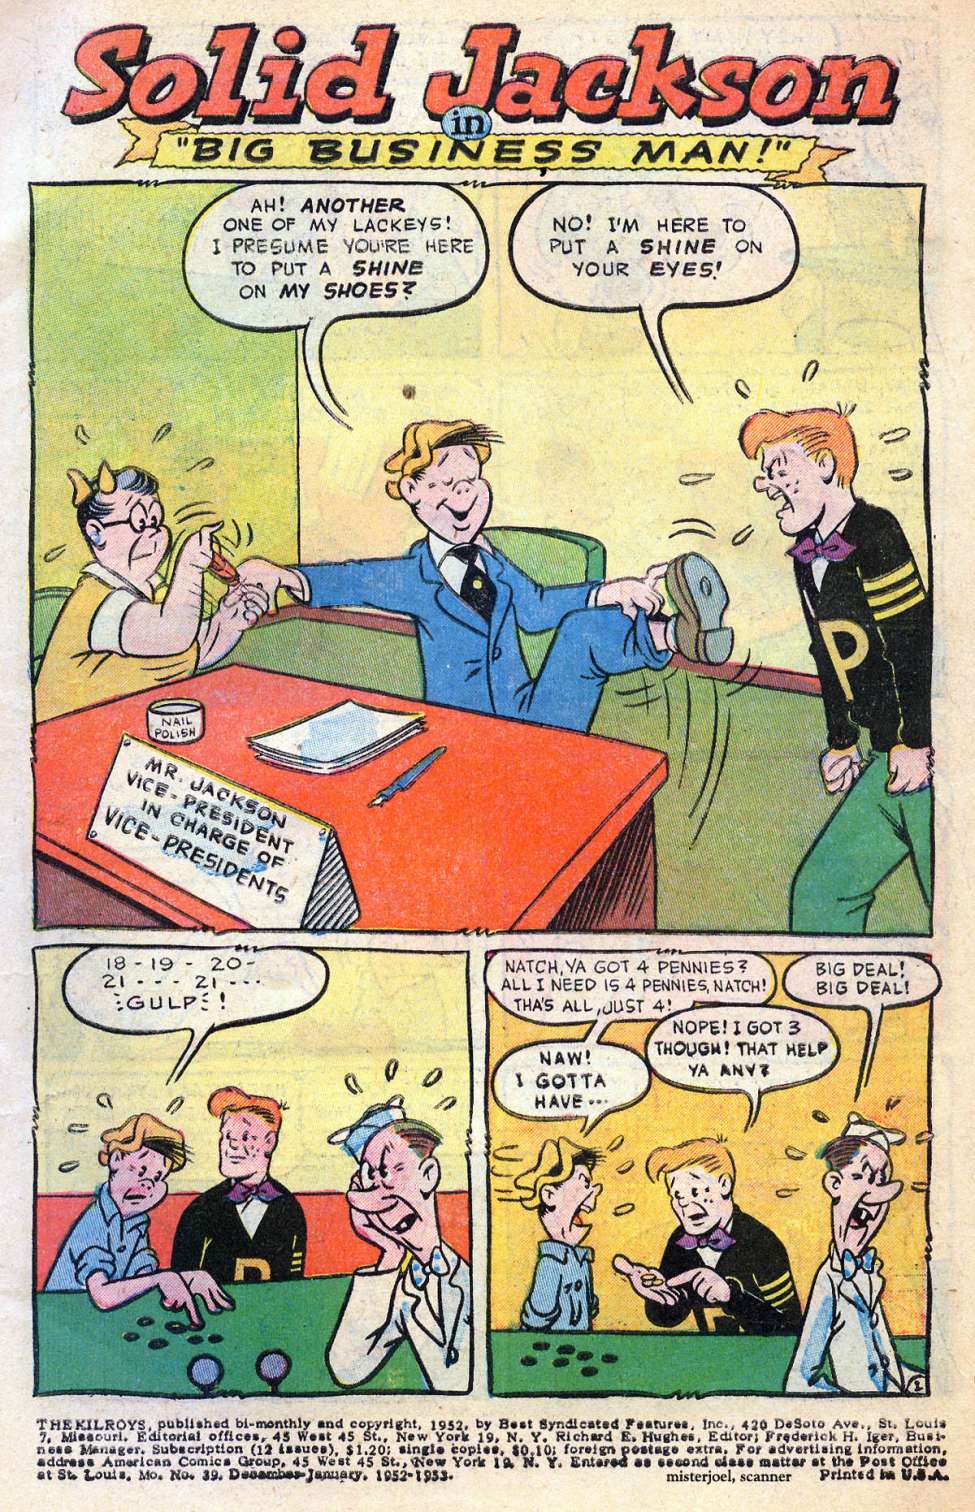 Solid Jackson
in
"BIG BUSINESS MAN!"
AH! ANOTHER
ONE OF MY LACKEYS!
I PRESUME YOU'RE HERE
TO PUT A SHINE
ON MY SHOES?
NO! I'M HERE TO
PUT A SHINE ON
YOUR EYES!
NAIL
POLISH
MR. JACKSON
VICE-PRESIDENT
IN CHARGE OF
VICE-PRESIDENTS
P
18-19-20-
21---21---
GULP!
P
NATCH, YA GOT 4 PENNIES?
ALL I NEED IS 4 PENNIES, NATCH!
THA'S ALL, JUST 4!
BIG DEAL!
BIG DEAL!
NAW!
I GOTTA
HAVE---
NOPE! I GOT 3
THOUGH! THAT HELP
YA ANY?
P
1
THE KILROYS, published bi-monthly and copyright, 1952, by Best Syndicated Features, Inc., 420 DeSoto Ave., St. Louis
7, Missouri. Editorial offices, 45 West 45 St., New York 19, N. Y. Richard E. Hughes, Editor; Frederick H. Iger, Busi-
ness Manager. Subscription (12 issues), $1.20; single copies, $0.10; foreign postage extra. For advertising information,
address American Comics Group, 45 West 45 St., New York 19, N. Y. Entered as second class matter at the Post Office
at St. Louis, Mo. No. 39. December-January, 1952-1953.
misterjoel, scanner
Printed in U.S.A.